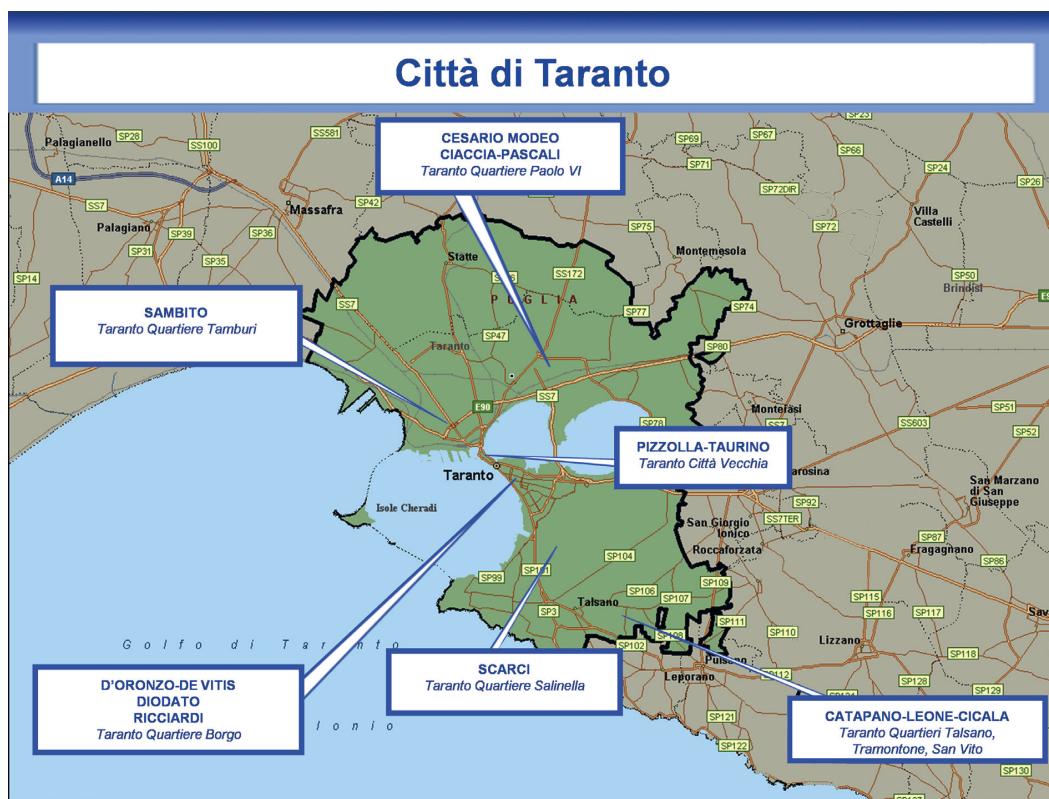 Città di Taranto
CESARIO MODEO
CIACCIA-PASCALI
Taranto Quartiere Paolo VI
SAMBITO
Taranto Quartiere Tamburi
PIZZOLLA-TAURINO
Taranto Città Vecchia
D'ORONZO-DE VITIS
DIODATO
RICCIARDI
Taranto Quartiere Borgo
SCARCI
Taranto Quartiere Salinella
CATAPANO-LEONE-CICALA
Taranto Quartieri Talsano,
Tramontone, San Vito
Palagianello
SP28
SS100
SS581
A14
SS7
Palagiano
SP39
SP31
SP36
SP35
SP14
Massafra
SP42
SP69
SP67
SP71
SP66
SP23
SP24
SP26
SP72DIR
SP72
Villa
Castelli
SP75
Montemesola
SP50
Brindisi
Statte
SS172
PUGLIA
SS7
SP47
SP77
SP74
Grottaglie
Taranto
SP80
E90
SS7
SP78
Monteiasi
SS7
SS603
SP51
SP52
Taranto
Isole Cheradi
SP92
SS7TER
San Marzano
di San
Giuseppe
San Giorgio
Ionico
Roccaforzata
SP87
Fragagnano
SP86
SP104
SP101
SP99
SP106
SP107
SP109
SP3
Talsano
SP108
SP111
SP102
SP110
SP115
SP116
SP117
SP118
Lizzano
Pulsano
Leporano
SP112
SP128
SP129
SP121
SP122
SP130
Golfo di Taranto
Ionio